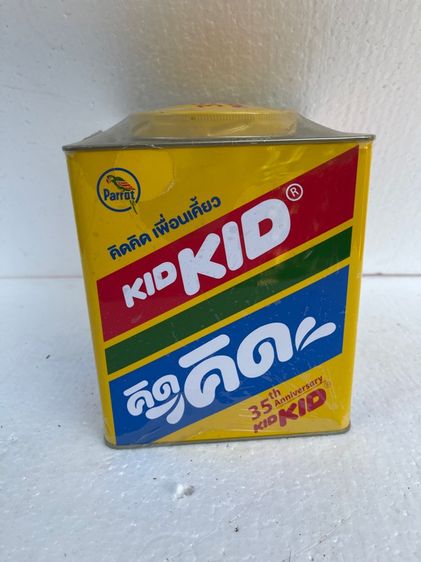 Parrot
คิดคิด เพื่อนเคี้ยว
KID KID®
คิดคิด
35th
Anniversary
KID KID®